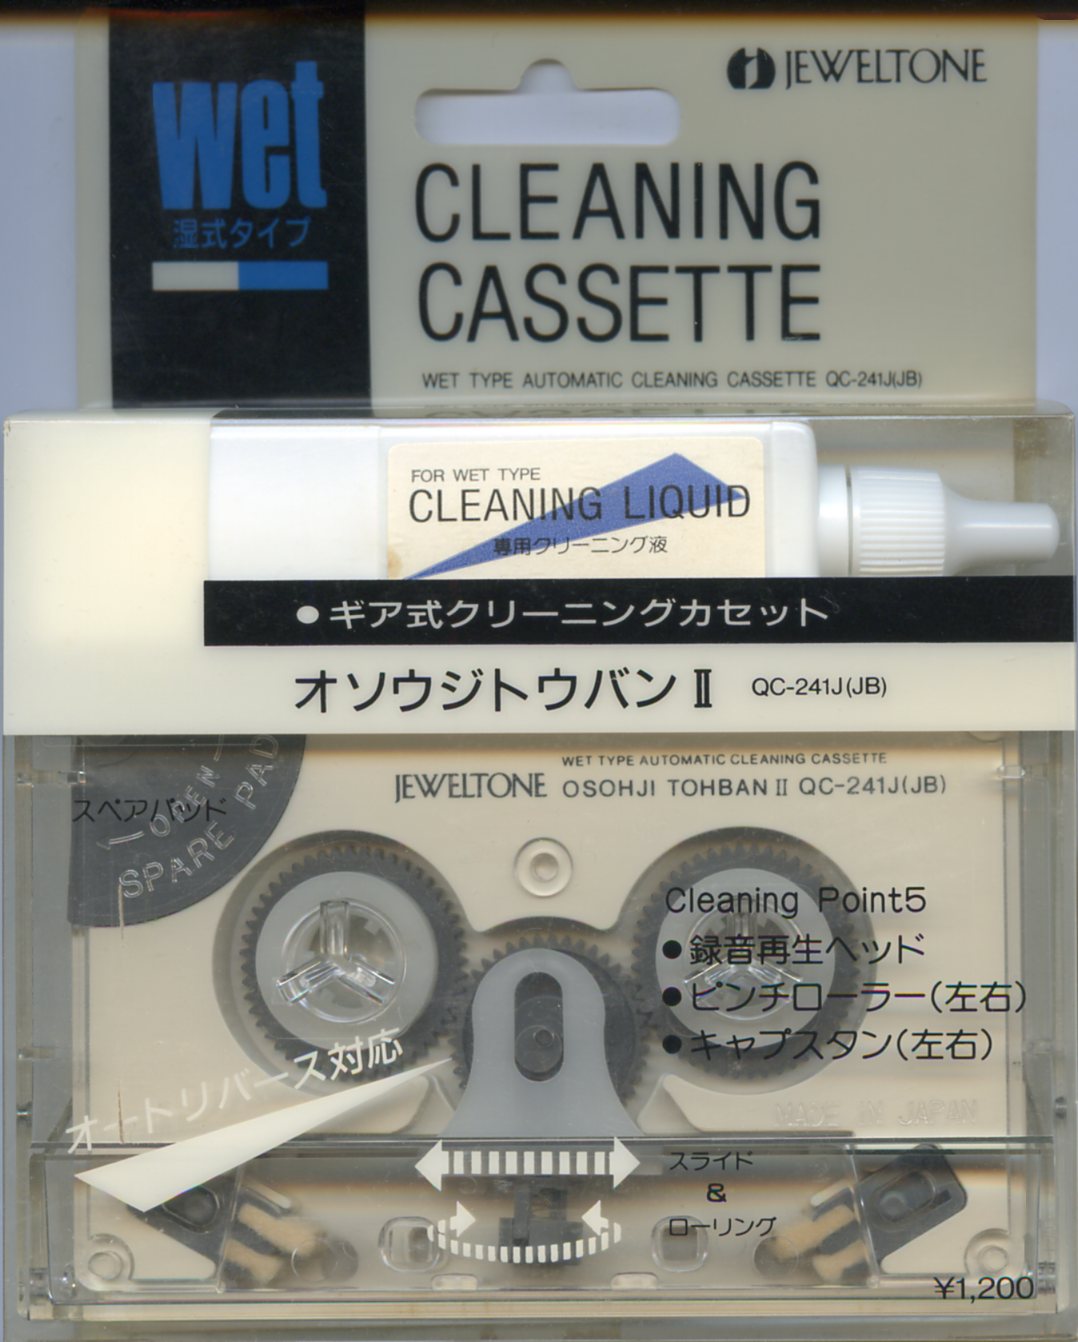 wet
湿式タイプ
JEWELTONE
CLEANING
CASSETTE
WET TYPE AUTOMATIC CLEANING CASSETTE QC-241J(JB)
FOR WET TYPE
CLEANING LIQUID
専用クリーニング液
●ギア式クリーニングカセット
オソウジトウバンⅡ QC-241J(JB)
WET TYPE AUTOMATIC CLEANING CASSETTE
JEWELTONE OSOHJI TOHBAN II QC-241J(JB)
スペアパッド
OPEN
SPARE PAD
Cleaning Point5
●録音再生ヘッド
●ピンチローラー(左右)
●キャプスタン(左右)
オートリバース対応
MADE IN JAPAN
スライド
&
ローリング
¥1,200